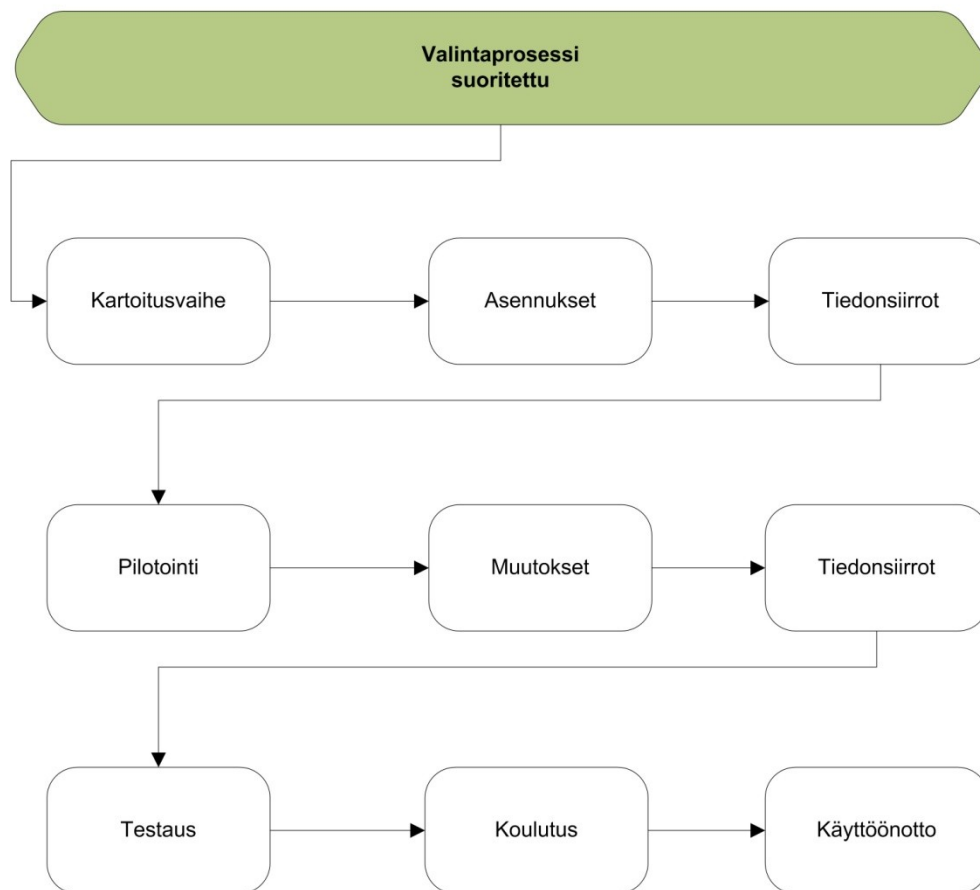 Valintaprosessi
suoritettu
Kartoitusvaihe
Asennukset
Tiedonsiirrot
Pilotointi
Muutokset
Tiedonsiirrot
Testaus
Koulutus
Käyttöönotto